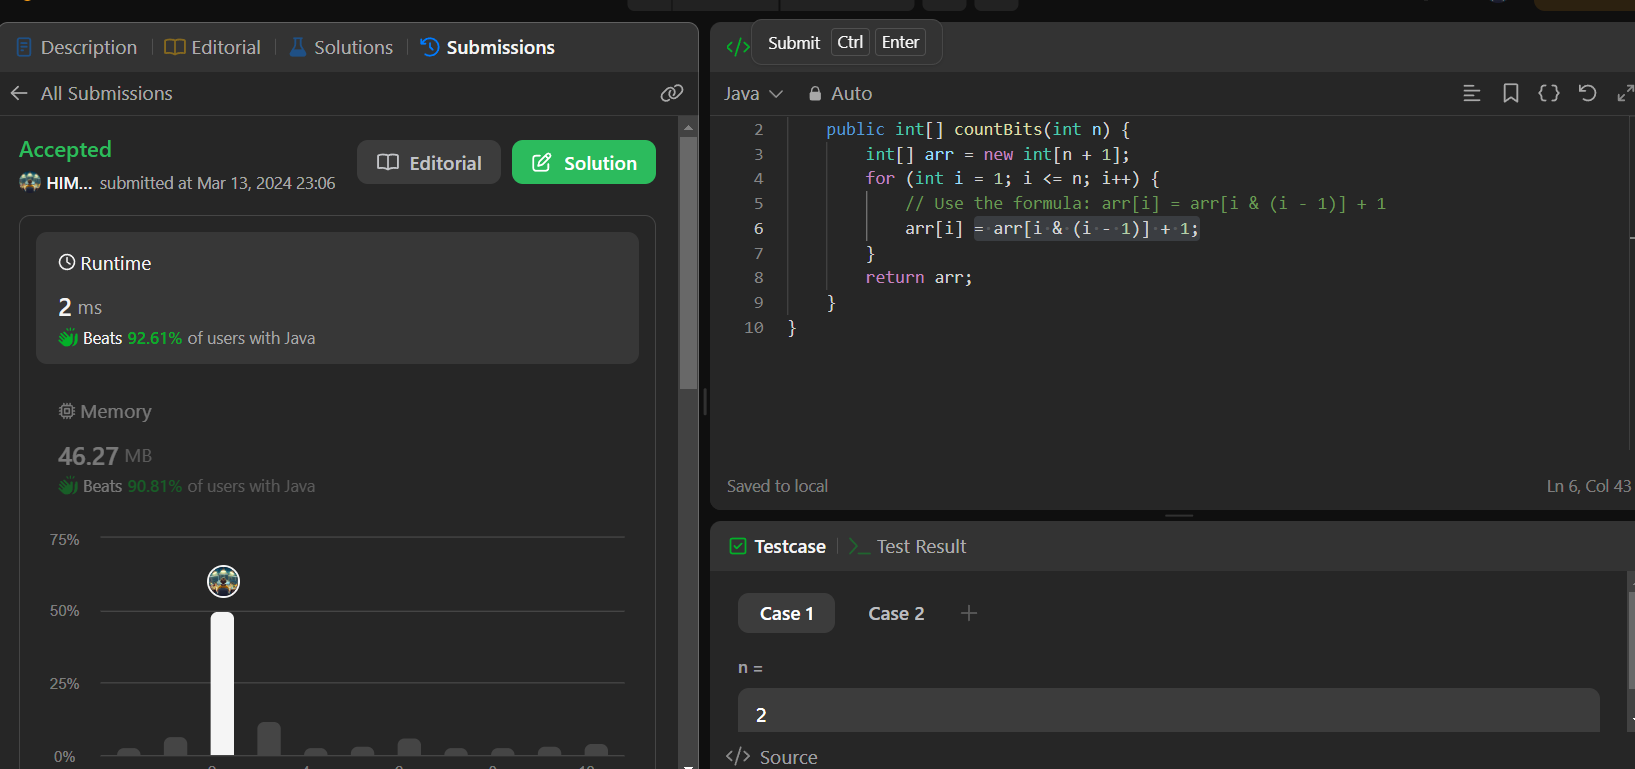 Description
Editorial
Solutions
Submissions
All Submissions
Accepted
HIM... submitted at Mar 13, 2024 23:06
Editorial
Solution
Runtime
2 ms
Beats 92.61% of users with Java
Memory
46.27 MB
Beats 90.81% of users with Java
75%
50%
25%
0%
</> Submit Ctrl Enter
Java
Auto
2 public int[] countBits(int n) {
3 int[] arr = new int[n + 1];
4 for (int i = 1; i <= n; i++) {
5 // Use the formula: arr[i] = arr[i & (i - 1)] + 1
6 arr[i] = arr[i & (i - 1)] + 1;
7 }
8 return arr;
9 }
10 }
Saved to local
Ln 6, Col 43
Testcase
Test Result
Case 1
Case 2
n =
2
</> Source